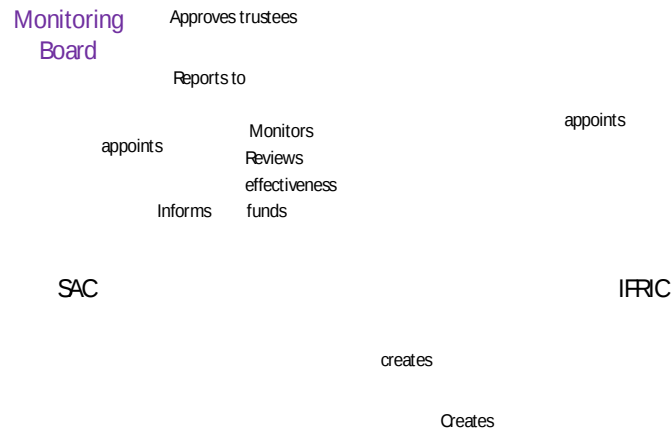 Monitoring
Board
Approves trustees
Reports to
appoints
appoints
Monitors
Reviews
effectiveness
Informs
funds
SAC
IFRIC
creates
Creates